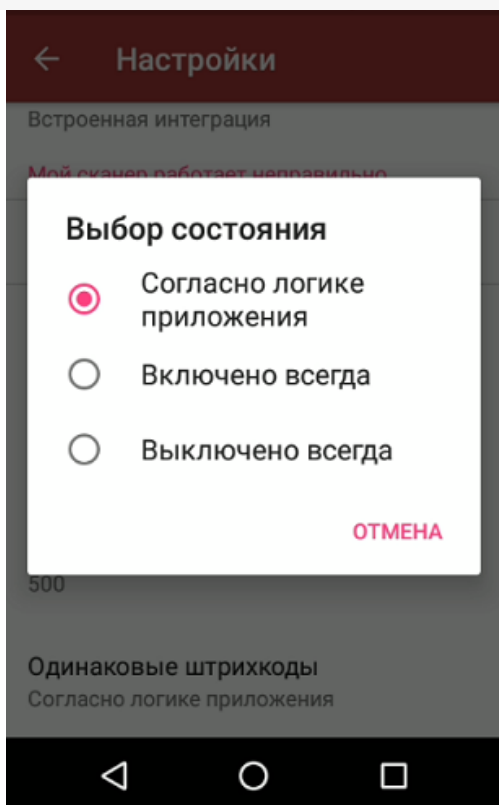 Настройки
Встроенная интеграция
Мой сканер работает неправильно
Выбор состояния
Согласно логике
приложения
Включено всегда
Выключено всегда
ОТМЕНА
500
Одинаковые штрихкоды
Согласно логике приложения